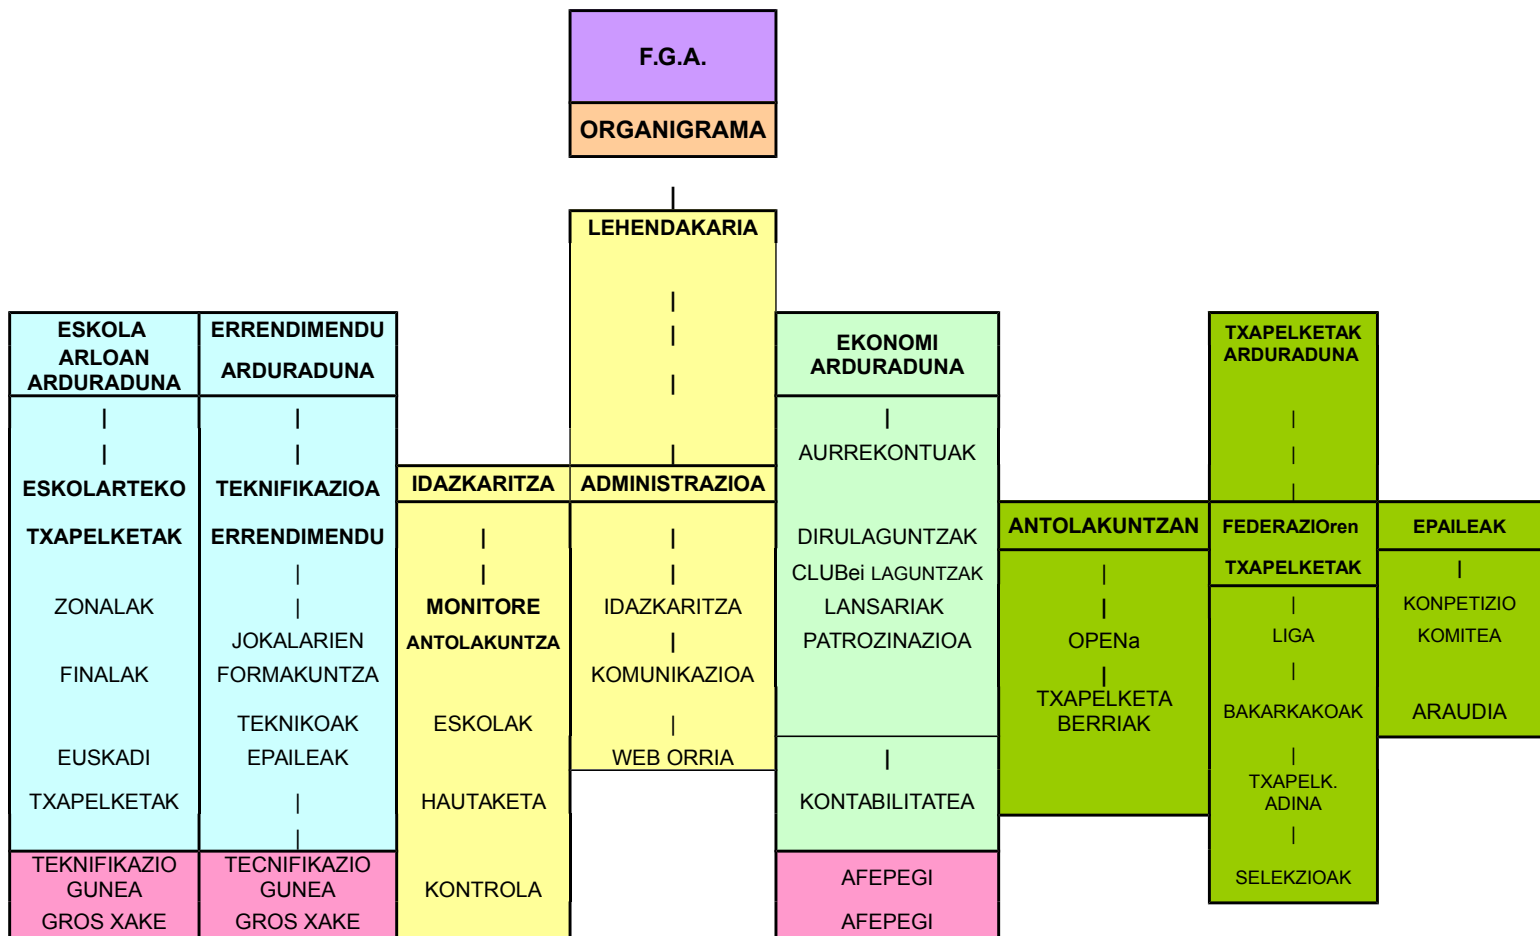 F.G.A.
ORGANIGRAMA
LEHENDAKARIA
ESKOLA
ARLOAN
ARDURADUNA
ESKOLARTEKO
TXAPELKETAK
ZONALAK
FINALAK
EUSKADI
TXAPELKETAK
TEKNIFIKAZIO
GUNEA
GROS XAKE
ERRENDIMENDU
ARDURADUNA
TEKNIFIKAZIOA
ERRENDIMENDU
JOKALARIEN
FORMAKUNTZA
TEKNIKOAK
EPAILEAK
TECNIFIKAZIO
GUNEA
GROS XAKE
IDAZKARITZA
MONITORE
ANTOLAKUNTZA
ESKOLAK
HAUTAKETA
KONTROLA
ADMINISTRAZIOA
IDAZKARITZA
KOMUNIKAZIOA
WEB ORRIA
EKONOMI
ARDURADUNA
AURREKONTUAK
DIRULAGUNTZAK
CLUBei LAGUNTZAK
LANSARIAK
PATROZINAZIOA
KONTABILITATEA
AFEPEGI
AFEPEGI
ANTOLAKUNTZAN
OPENa
TXAPELKETA
BERRIAK
TXAPELKETAK
ARDURADUNA
FEDERAZIOren
TXAPELKETAK
LIGA
BAKARKAKOAK
TXAPELK.
ADINA
SELEKZIOAK
EPAILEAK
KONPETIZIO
KOMITEA
ARAUDIA